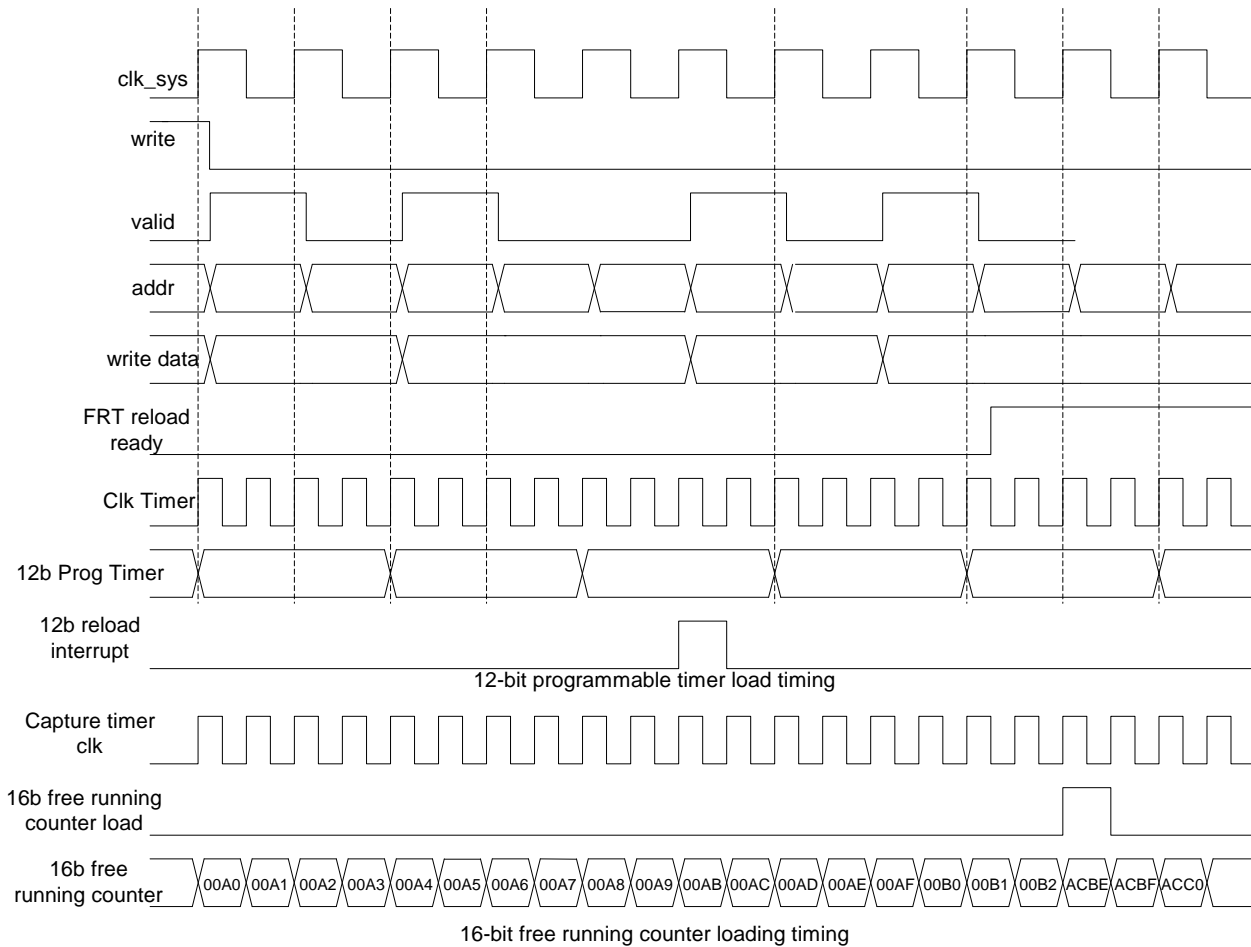 clk_sys
write
valid
addr
write data
FRT reload
ready
Clk Timer
12b Prog Timer
12b reload
interrupt
12-bit programmable timer load timing
Capture timer
clk
16b free running
counter load
16b free
running counter
00A0 00A1 00A2 00A3 00A4 00A5 00A6 00A7 00A8 00A9 00AB 00AC 00AD 00AE 00AF 00B0 00B1 00B2 ACBE ACBF ACC0
16-bit free running counter loading timing